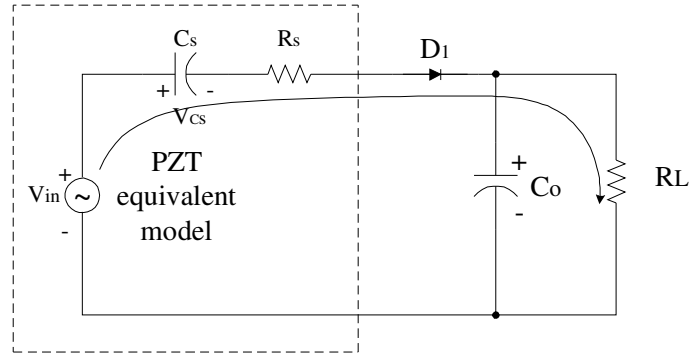 Cs
Rs
D1
+ -
VCs
PZT
equivalent
model
+
Vin
~
-
+
Co
-
RL